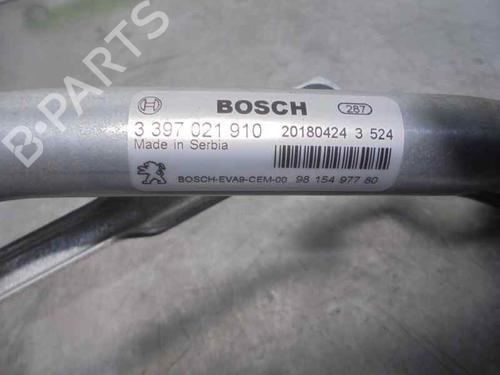 BOSCH 287
3 397 021 910 20180424 3 524
Made in Serbia
BOSCH-EVA9-CEM-00 98 154 977 80
B-PARTS